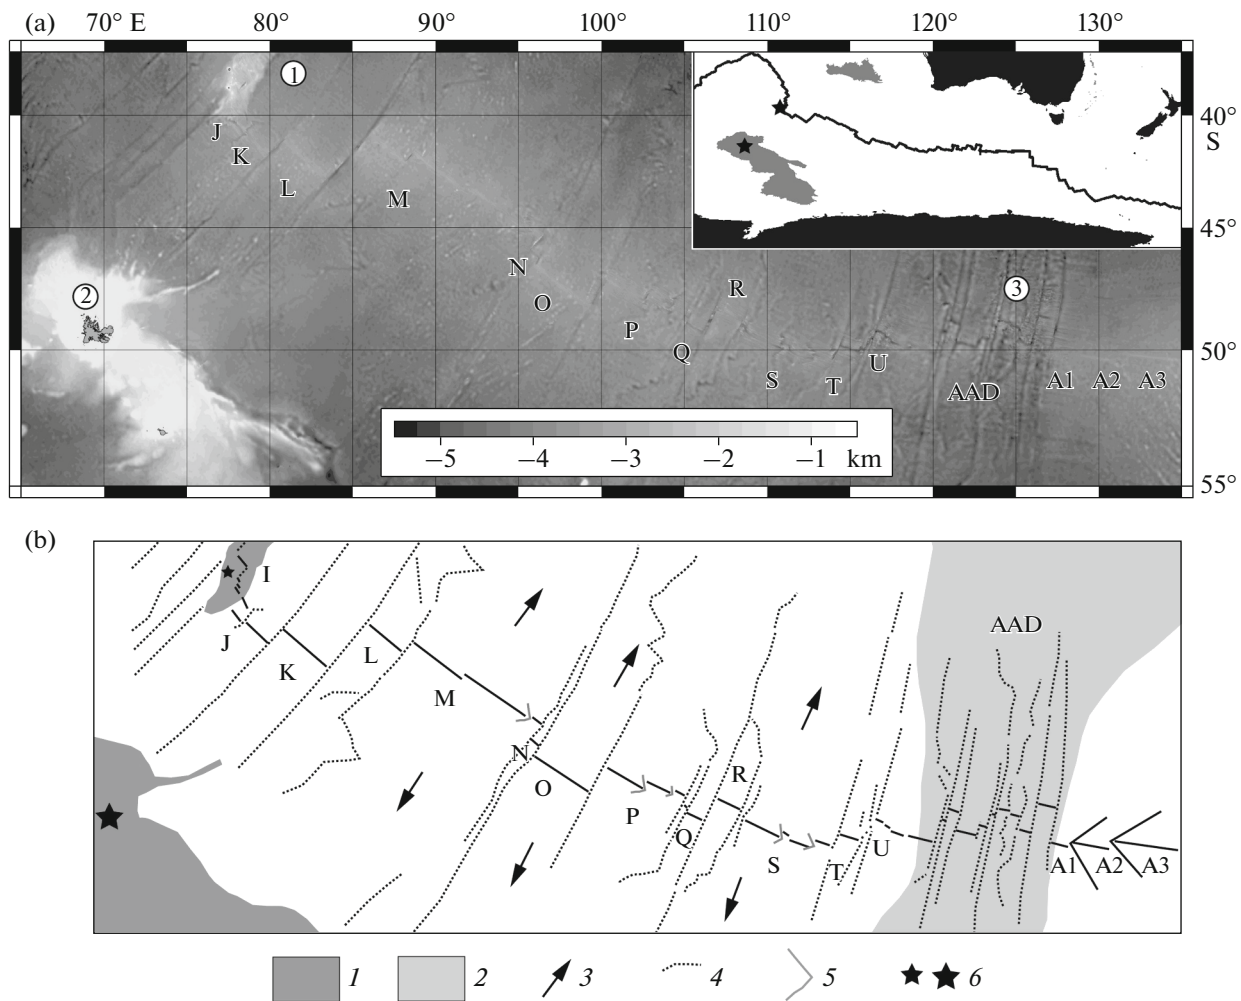 (a) 70° E 80° 90° 100° 110° 120° 130°
1
J
K
L
M
40°
S
45°
N
O
2
R
3
P
Q
50°
S
T
U
AAD
A1 A2 A3
−5 −4 −3 −2 −1 km
55°
(b)
I
J
K
L
M
AAD
N
O
R
P
Q
S
T
U
A1 A2 A3
1 2 3 4 5 6